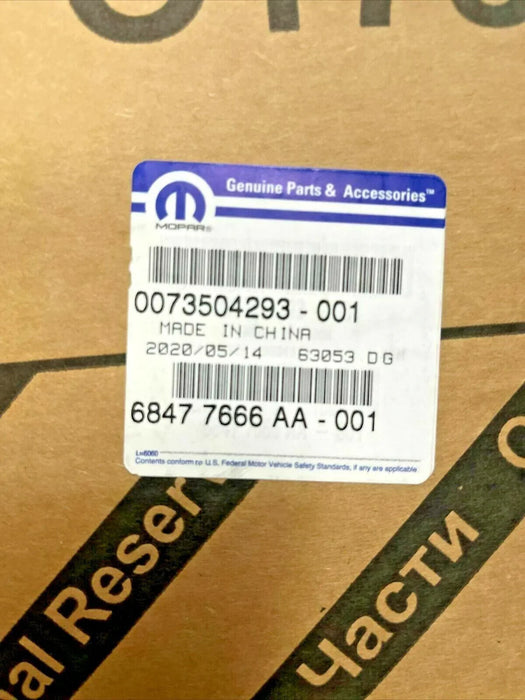 Genuine Parts & Accessories™
MOPAR®
0073504293 - 001
MADE IN CHINA
2020/05/14 63053 DG
6847 7666 AA - 001
Ln6060
Contents conform to U.S. Federal Motor Vehicle Safety Standards, if any are applicable
al Reser
Части